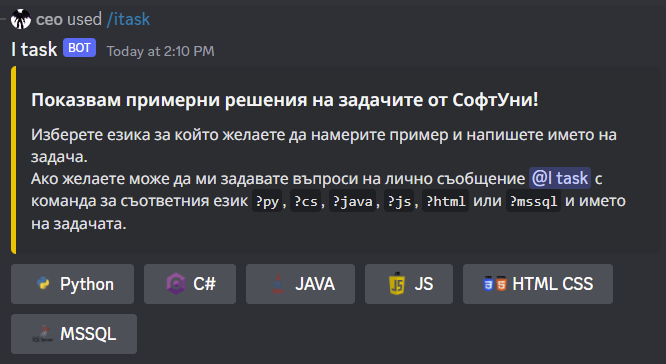 ceo used /itask
I task BOT Today at 2:10 PM
Показвам примерни решения на задачите от СофтУни!
Изберете езика за който желаете да намерите пример и напишете името на
задача.
Ако желаете може да ми задавате въпроси на лично съобщение @I task с
команда за съответния език ?py, ?cs, ?java, ?js, ?html или ?mssql и името
на задачата.
Python C# JAVA JS HTML CSS
MSSQL